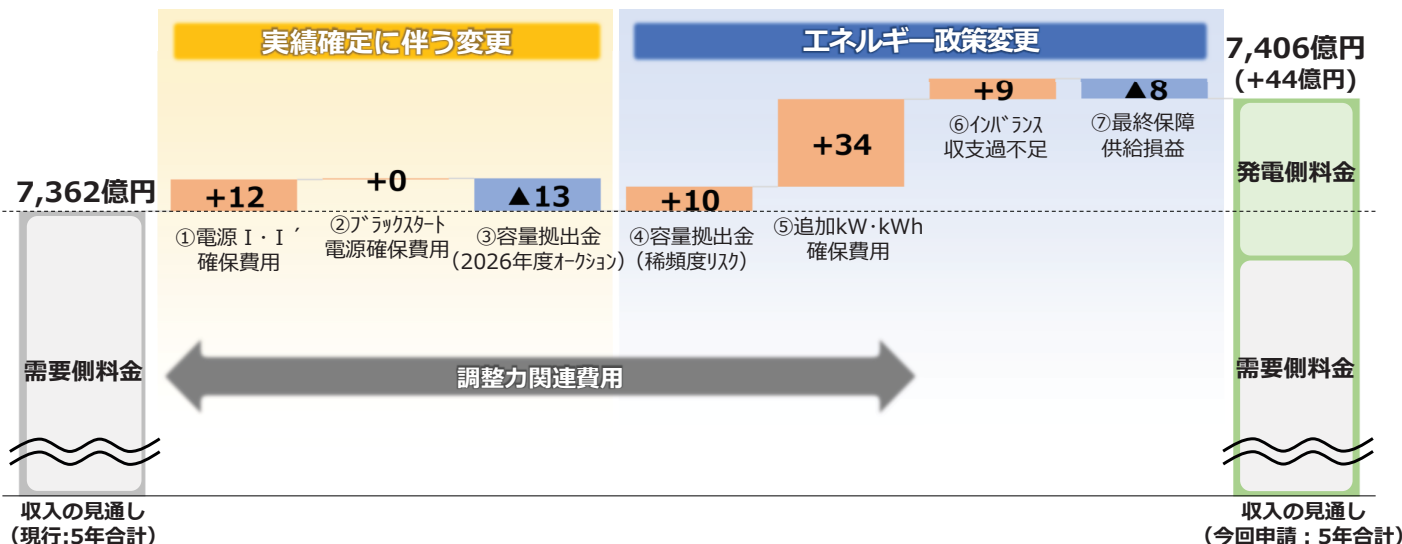 実績確定に伴う変更
エネルギー政策変更
7,406億円
(+44億円)
7,362億円
+12
+0
▲13
+10
+34
+9
▲8
①電源Ⅰ・Ⅰ´
確保費用
②ﾌﾞﾗｯｸｽﾀｰﾄ
電源確保費用
③容量拠出金
(2026年度ｵｰｸｼｮﾝ)
④容量拠出金
(稀頻度ﾘｽｸ)
⑤追加kW･kWh
確保費用
⑥ｲﾝﾊﾞﾗﾝｽ
収支過不足
⑦最終保障
供給損益
需要側料金
調整力関連費用
発電側料金
需要側料金
収入の見通し
(現行:5年合計)
収入の見通し
(今回申請：5年合計)